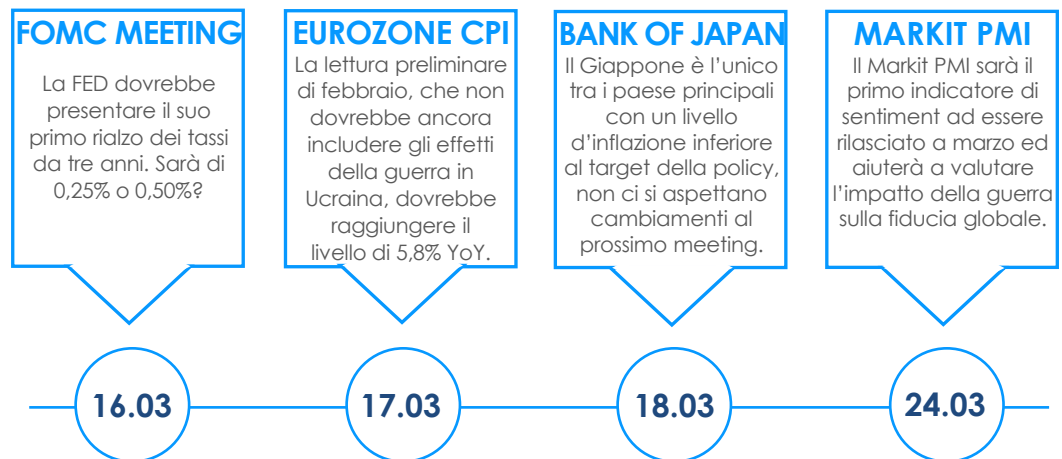 FOMC MEETING
La FED dovrebbe
presentare il suo
primo rialzo dei tassi
da tre anni. Sarà di
0,25% o 0,50%?
EUROZONE CPI
La lettura preliminare
di febbraio, che non
dovrebbe ancora
includere gli effetti
della guerra in
Ucraina, dovrebbe
raggiungere il
livello di 5,8% YoY.
BANK OF JAPAN
Il Giappone è l’unico
tra i paese principali
con un livello
d’inflazione inferiore
al target della policy,
non ci si aspettano
cambiamenti al
prossimo meeting.
MARKIT PMI
Il Markit PMI sarà il
primo indicatore di
sentiment ad essere
rilasciato a marzo ed
aiuterà a valutare
l’impatto della guerra
sulla fiducia globale.
16.03
17.03
18.03
24.03